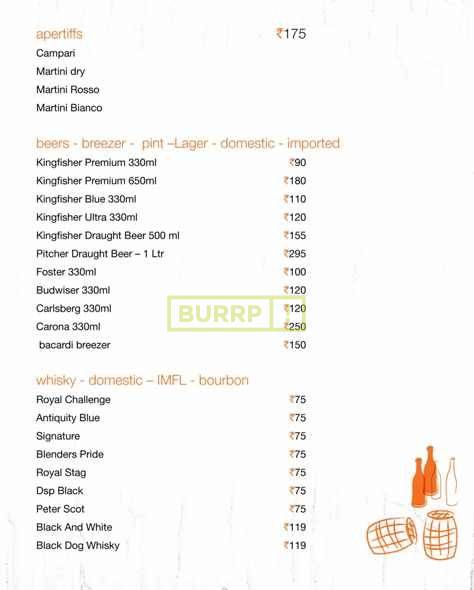 apertiffs ₹175
Campari
Martini dry
Martini Rosso
Martini Bianco
beers - breezer - pint –Lager - domestic - imported
Kingfisher Premium 330ml ₹90
Kingfisher Premium 650ml ₹180
Kingfisher Blue 330ml ₹110
Kingfisher Ultra 330ml ₹120
Kingfisher Draught Beer 500 ml ₹155
Pitcher Draught Beer – 1 Ltr ₹295
Foster 330ml ₹100
Budwiser 330ml ₹120
Carlsberg 330ml ₹120
BURRP !
Carona 330ml ₹250
bacardi breezer ₹150
whisky - domestic – IMFL - bourbon
Royal Challenge ₹75
Antiquity Blue ₹75
Signature ₹75
Blenders Pride ₹75
Royal Stag ₹75
Dsp Black ₹75
Peter Scot ₹75
Black And White ₹119
Black Dog Whisky ₹119